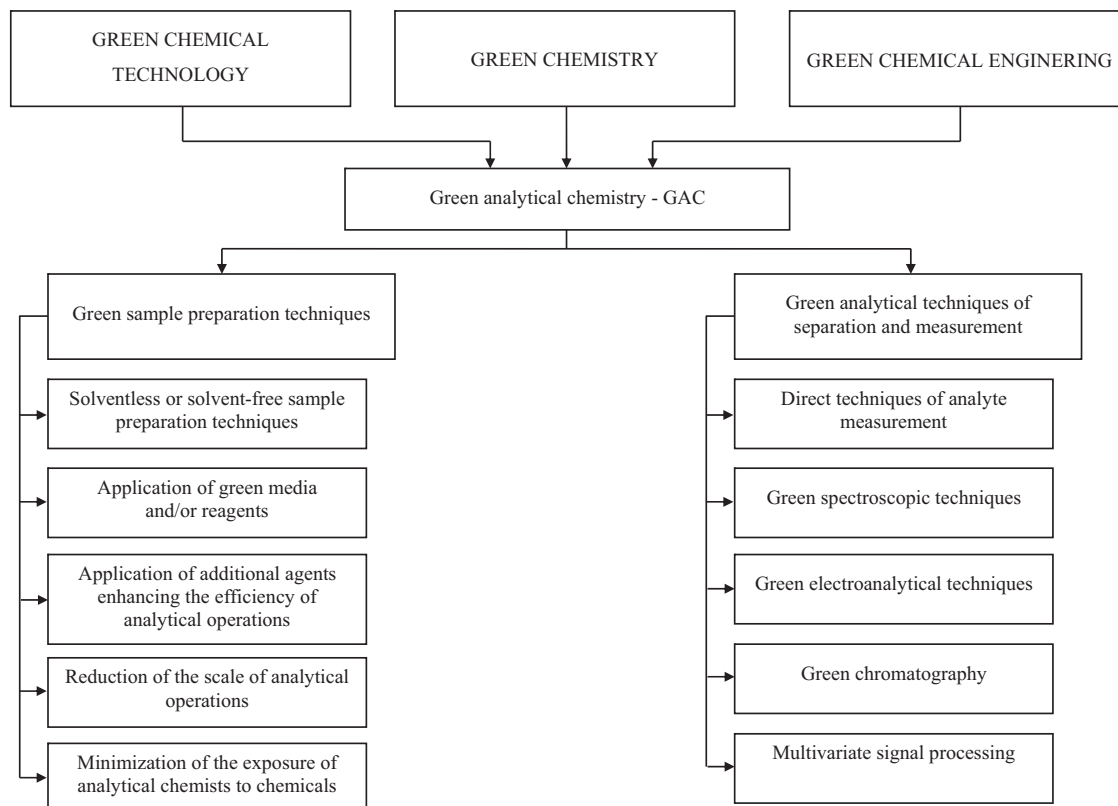 GREEN CHEMICAL
TECHNOLOGY
GREEN CHEMISTRY
GREEN CHEMICAL ENGINERING
Green analytical chemistry - GAC
Green sample preparation techniques
Solventless or solvent-free sample
preparation techniques
Application of green media
and/or reagents
Application of additional agents
enhancing the efficiency of
analytical operations
Reduction of the scale of analytical
operations
Minimization of the exposure of
analytical chemists to chemicals
Green analytical techniques of
separation and measurement
Direct techniques of analyte
measurement
Green spectroscopic techniques
Green electroanalytical techniques
Green chromatography
Multivariate signal processing